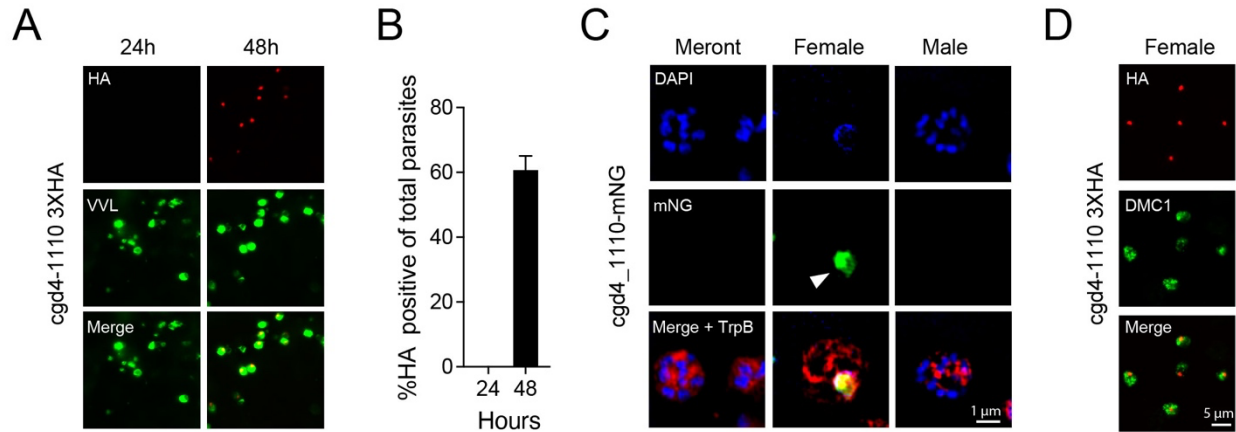 A
24h
48h
cgd4-1110 3XHA
HA
VVL
Merge
B
%HA positive of total parasites
80
60
40
20
0
24
48
Hours
C
Meront
Female
Male
cgd4_1110-mNG
DAPI
mNG
Merge + TrpB
1 µm
D
Female
cgd4-1110 3XHA
HA
DMC1
Merge
5 µm